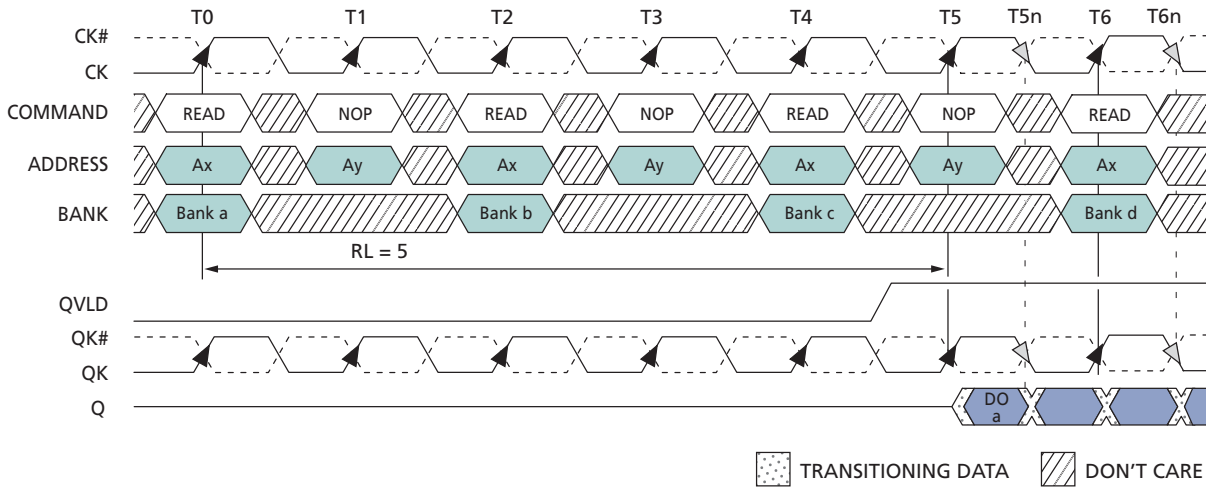 T0 T1 T2 T3 T4 T5 T5n T6 T6n
CK#
CK
COMMAND READ NOP READ NOP READ NOP READ
ADDRESS Ax Ay Ax Ay Ax Ay Ax
BANK Bank a Bank b Bank c Bank d
RL = 5
QVLD
QK#
QK
Q DO
a
TRANSITIONING DATA DON'T CARE